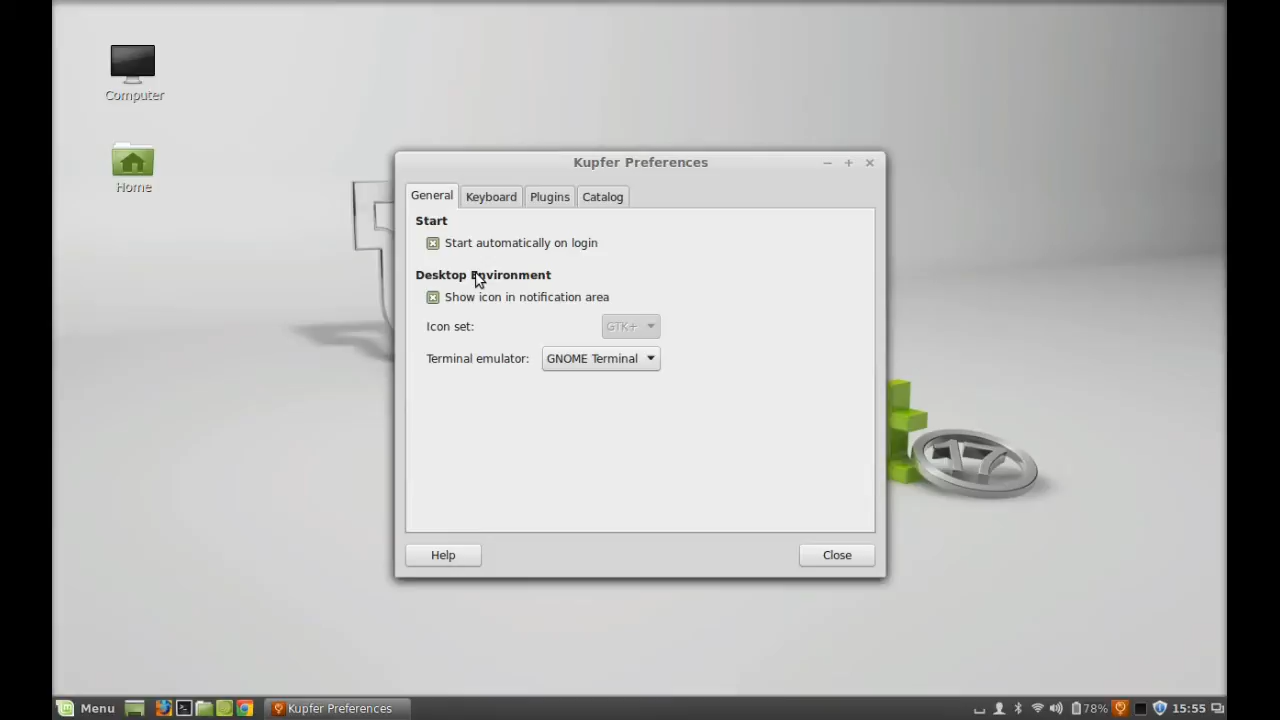 Computer
Home
Kupfer Preferences
General Keyboard Plugins Catalog
Start
Start automatically on login
Desktop Environment
Show icon in notification area
Icon set: GTK+
Terminal emulator: GNOME Terminal
Help Close
17
Menu Kupfer Preferences 78% 15:55